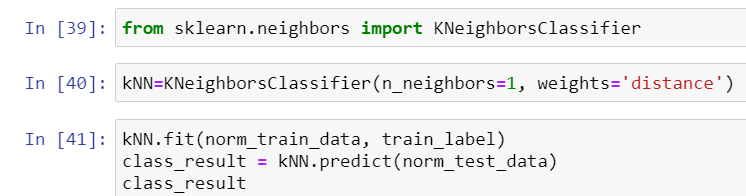 In [39]: from sklearn.neighbors import KNeighborsClassifier
In [40]: kNN=KNeighborsClassifier(n_neighbors=1, weights='distance')
In [41]: kNN.fit(norm_train_data, train_label)
class_result = kNN.predict(norm_test_data)
class_result